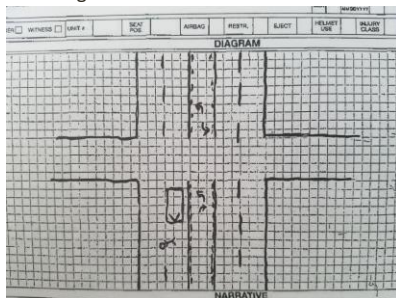 WITNESS UNIT # SEAT POS. AIRBAG RESTR. EJECT HELMET USE INJURY CLASS
DIAGRAM
NARRATIVE